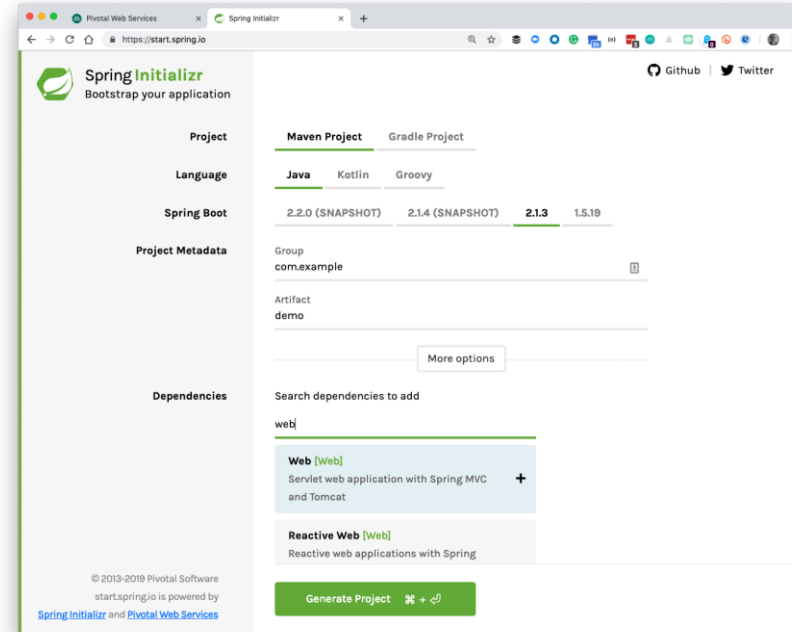 Pivotal Web Services
Spring Initializr
https://start.spring.io
Spring Initializr
Bootstrap your application
Github
Twitter
Project
Maven Project
Gradle Project
Language
Java
Kotlin
Groovy
Spring Boot
2.2.0 (SNAPSHOT)
2.1.4 (SNAPSHOT)
2.1.3
1.5.19
Project Metadata
Group
com.example
Artifact
demo
More options
Dependencies
Search dependencies to add
web
Web [Web]
Servlet web application with Spring MVC
and Tomcat
Reactive Web [Web]
Reactive web applications with Spring
© 2013-2019 Pivotal Software
start.spring.io is powered by
Spring Initializr and Pivotal Web Services
Generate Project ⌘ + ⏎